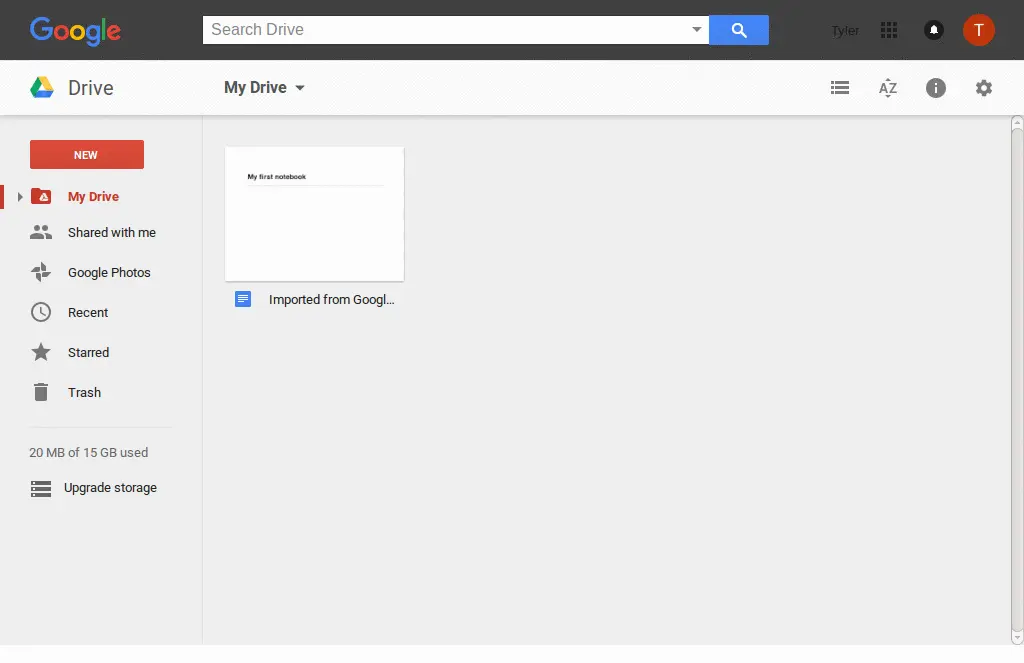 Google
Search Drive
Tyler
T
Drive
My Drive
AZ
NEW
My Drive
Shared with me
Google Photos
Recent
Starred
Trash
20 MB of 15 GB used
Upgrade storage
My first notebook
Imported from Googl...